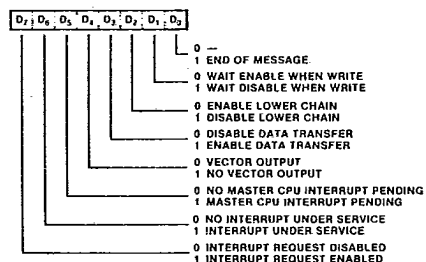 D7 D6 D5 D4 D3 D2 D1 D0
0 —
1 END OF MESSAGE
0 WAIT ENABLE WHEN WRITE
1 WAIT DISABLE WHEN WRITE
0 ENABLE LOWER CHAIN
1 DISABLE LOWER CHAIN
0 DISABLE DATA TRANSFER
1 ENABLE DATA TRANSFER
0 VECTOR OUTPUT
1 NO VECTOR OUTPUT
0 NO MASTER CPU INTERRUPT PENDING
1 MASTER CPU INTERRUPT PENDING
0 NO INTERRUPT UNDER SERVICE
1 INTERRUPT UNDER SERVICE
0 INTERRUPT REQUEST DISABLED
1 INTERRUPT REQUEST ENABLED